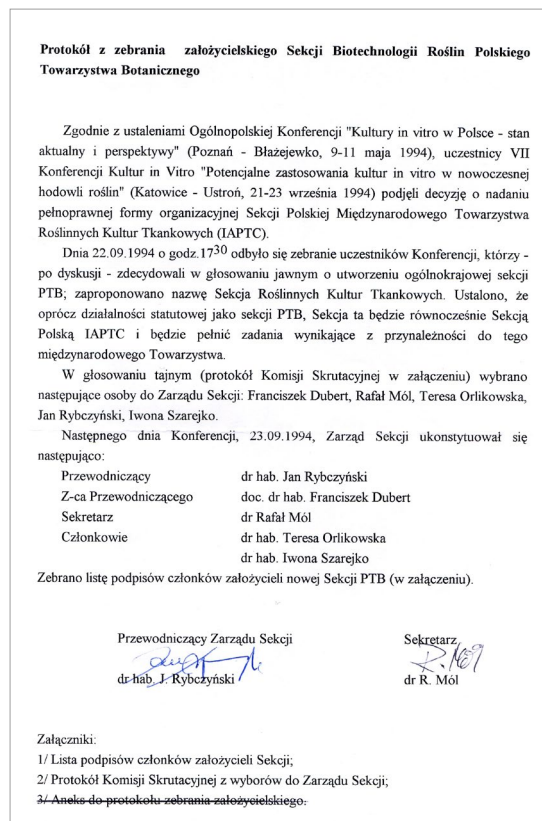 Protokół z zebrania założycielskiego Sekcji Biotechnologii Roślin Polskiego
Towarzystwa Botanicznego
Zgodnie z ustaleniami Ogólnopolskiej Konferencji "Kultury in vitro w Polsce - stan
aktualny i perspektywy" (Poznań - Błażejewko, 9-11 maja 1994), uczestnicy VII
Konferencji Kultur in Vitro "Potencjalne zastosowania kultur in vitro w nowoczesnej
hodowli roślin" (Katowice - Ustroń, 21-23 września 1994) podjęli decyzję o nadaniu
pełnoprawnej formy organizacyjnej Sekcji Polskiej Międzynarodowego Towarzystwa
Roślinnych Kultur Tkankowych (IAPTC).
Dnia 22.09.1994 o godz.17³⁰ odbyło się zebranie uczestników Konferencji, którzy -
po dyskusji - zdecydowali w głosowaniu jawnym o utworzeniu ogólnokrajowej sekcji
PTB; zaproponowano nazwę Sekcja Roślinnych Kultur Tkankowych. Ustalono, że
oprócz działalności statutowej jako sekcji PTB, Sekcja ta będzie równocześnie Sekcją
Polską IAPTC i będzie pełnić zadania wynikające z przynależności do tego
międzynarodowego Towarzystwa.
W głosowaniu tajnym (protokół Komisji Skrutacyjnej w załączeniu) wybrano
następujące osoby do Zarządu Sekcji: Franciszek Dubert, Rafał Mól, Teresa Orlikowska,
Jan Rybczyński, Iwona Szarejko.
Następnego dnia Konferencji, 23.09.1994, Zarząd Sekcji ukonstytuował się
następująco:
Przewodniczący dr hab. Jan Rybczyński
Z-ca Przewodniczącego doc. dr hab. Franciszek Dubert
Sekretarz dr Rafał Mól
Członkowie dr hab. Teresa Orlikowska
dr hab. Iwona Szarejko
Zebrano listę podpisów członków założycieli nowej Sekcji PTB (w załączeniu).
Przewodniczący Zarządu Sekcji Sekretarz
R. Mól
dr hab. J. Rybczyński dr R. Mól
Załączniki:
1/ Lista podpisów członków założycieli Sekcji;
2/ Protokół Komisji Skrutacyjnej z wyborów do Zarządu Sekcji;
3/ Aneks do protokołu zebrania założycielskiego.